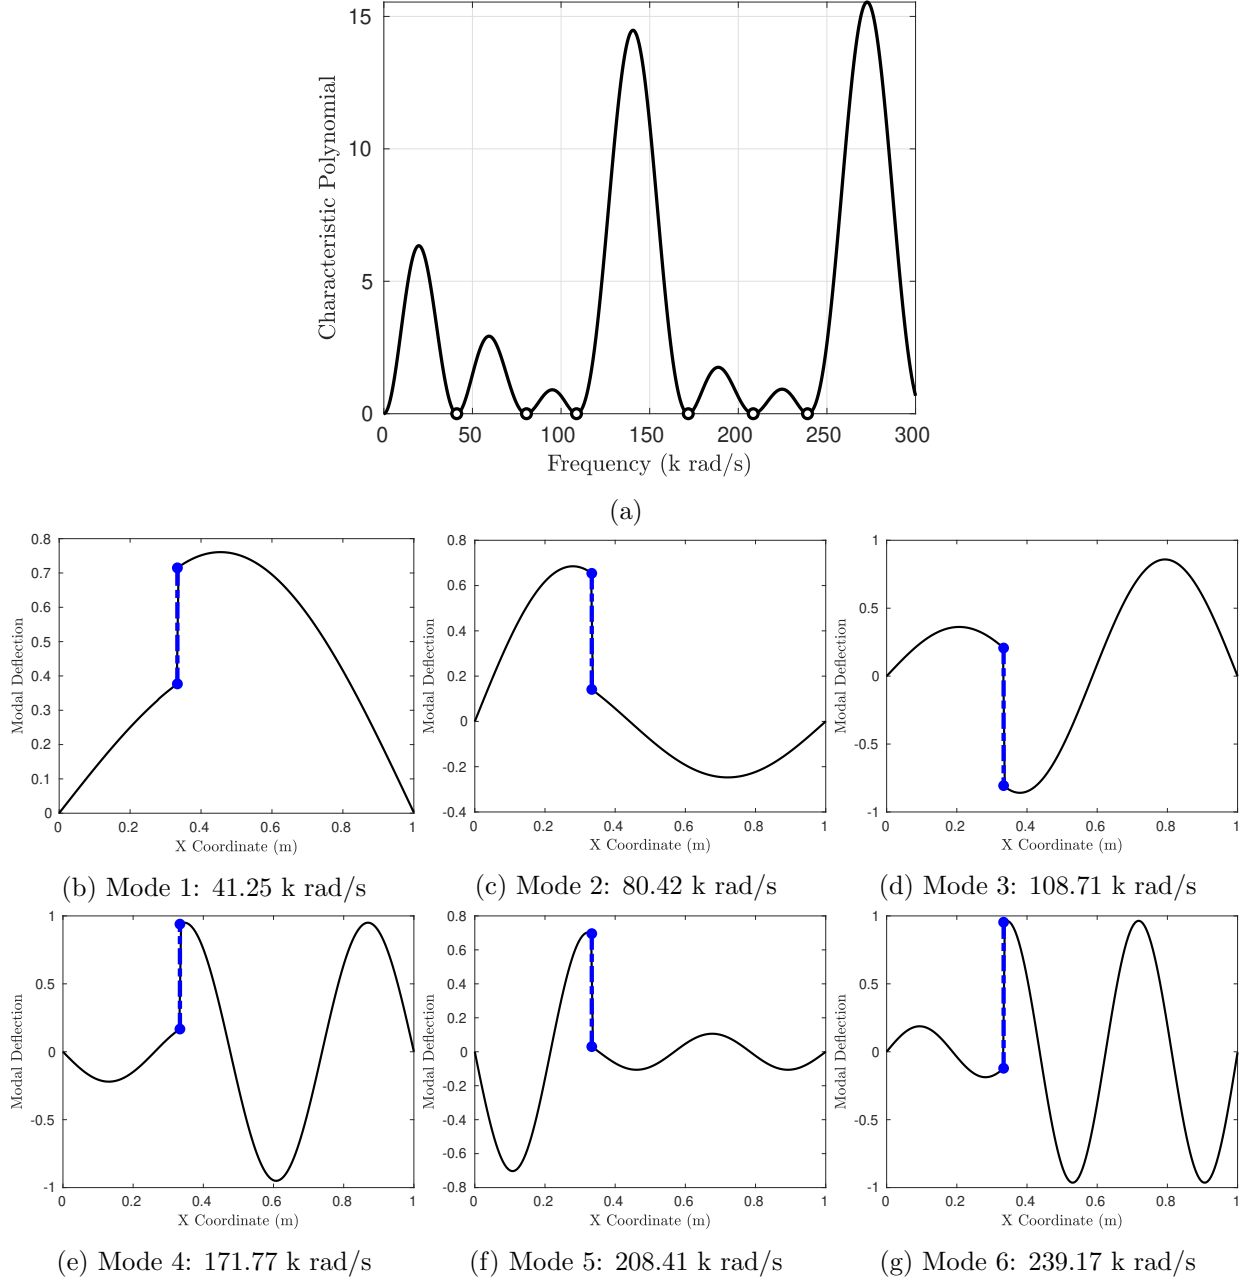 15
10
5
0
Characteristic Polynomial
0 50 100 150 200 250 300
Frequency (k rad/s)
(a)
0.8
0.7
0.6
0.5
0.4
0.3
0.2
0.1
0
Modal Deflection
0 0.2 0.4 0.6 0.8 1
X Coordinate (m)
(b) Mode 1: 41.25 k rad/s
0.8
0.6
0.4
0.2
0
-0.2
-0.4
Modal Deflection
0 0.2 0.4 0.6 0.8 1
X Coordinate (m)
(c) Mode 2: 80.42 k rad/s
1
0.5
0
-0.5
-1
Modal Deflection
0 0.2 0.4 0.6 0.8 1
X Coordinate (m)
(d) Mode 3: 108.71 k rad/s
1
0.5
0
-0.5
-1
Modal Deflection
0 0.2 0.4 0.6 0.8 1
X Coordinate (m)
(e) Mode 4: 171.77 k rad/s
0.8
0.6
0.4
0.2
0
-0.2
-0.4
-0.6
-0.8
Modal Deflection
0 0.2 0.4 0.6 0.8 1
X Coordinate (m)
(f) Mode 5: 208.41 k rad/s
1
0.5
0
-0.5
-1
Modal Deflection
0 0.2 0.4 0.6 0.8 1
X Coordinate (m)
(g) Mode 6: 239.17 k rad/s